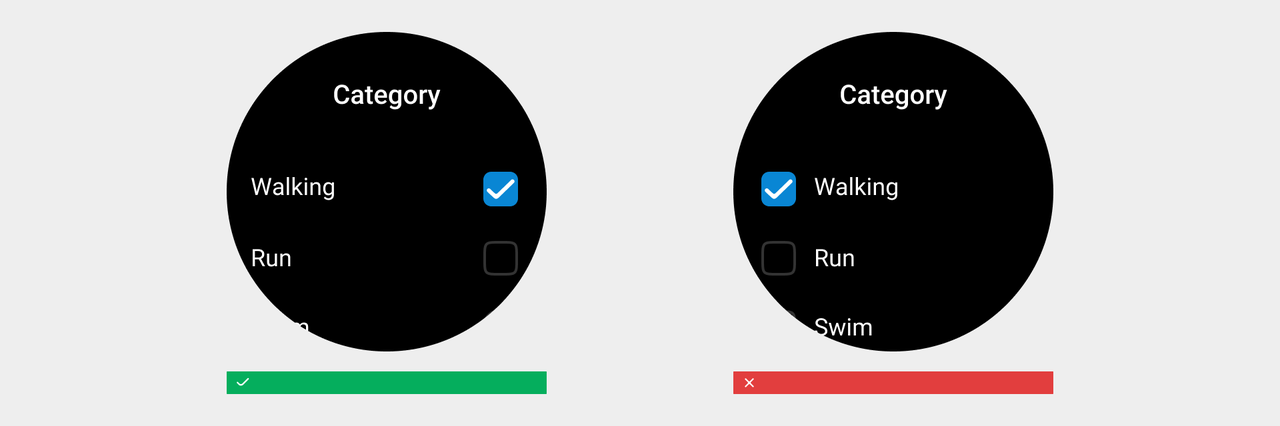 Category
Walking
Run
Category
Walking
Run
Swim